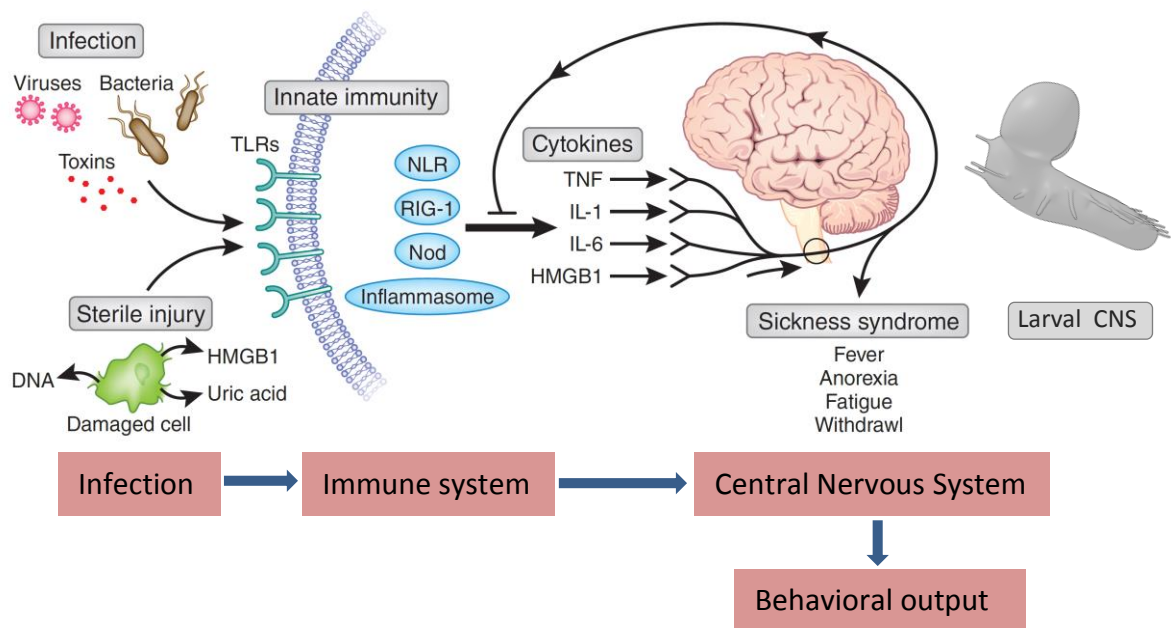 Infection
Viruses
Bacteria
Toxins
Innate immunity
TLRs
NLR
RIG-1
Nod
Inflammasome
Sterile injury
DNA
HMGB1
Uric acid
Damaged cell
Cytokines
TNF
IL-1
IL-6
HMGB1
Sickness syndrome
Fever
Anorexia
Fatigue
Withdrawl
Larval CNS
Infection
Immune system
Central Nervous System
Behavioral output